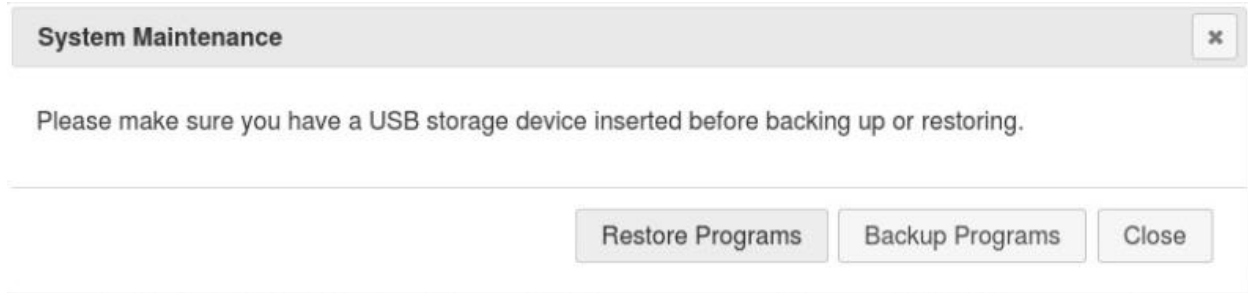 System Maintenance
Please make sure you have a USB storage device inserted before backing up or restoring.
Restore Programs Backup Programs Close